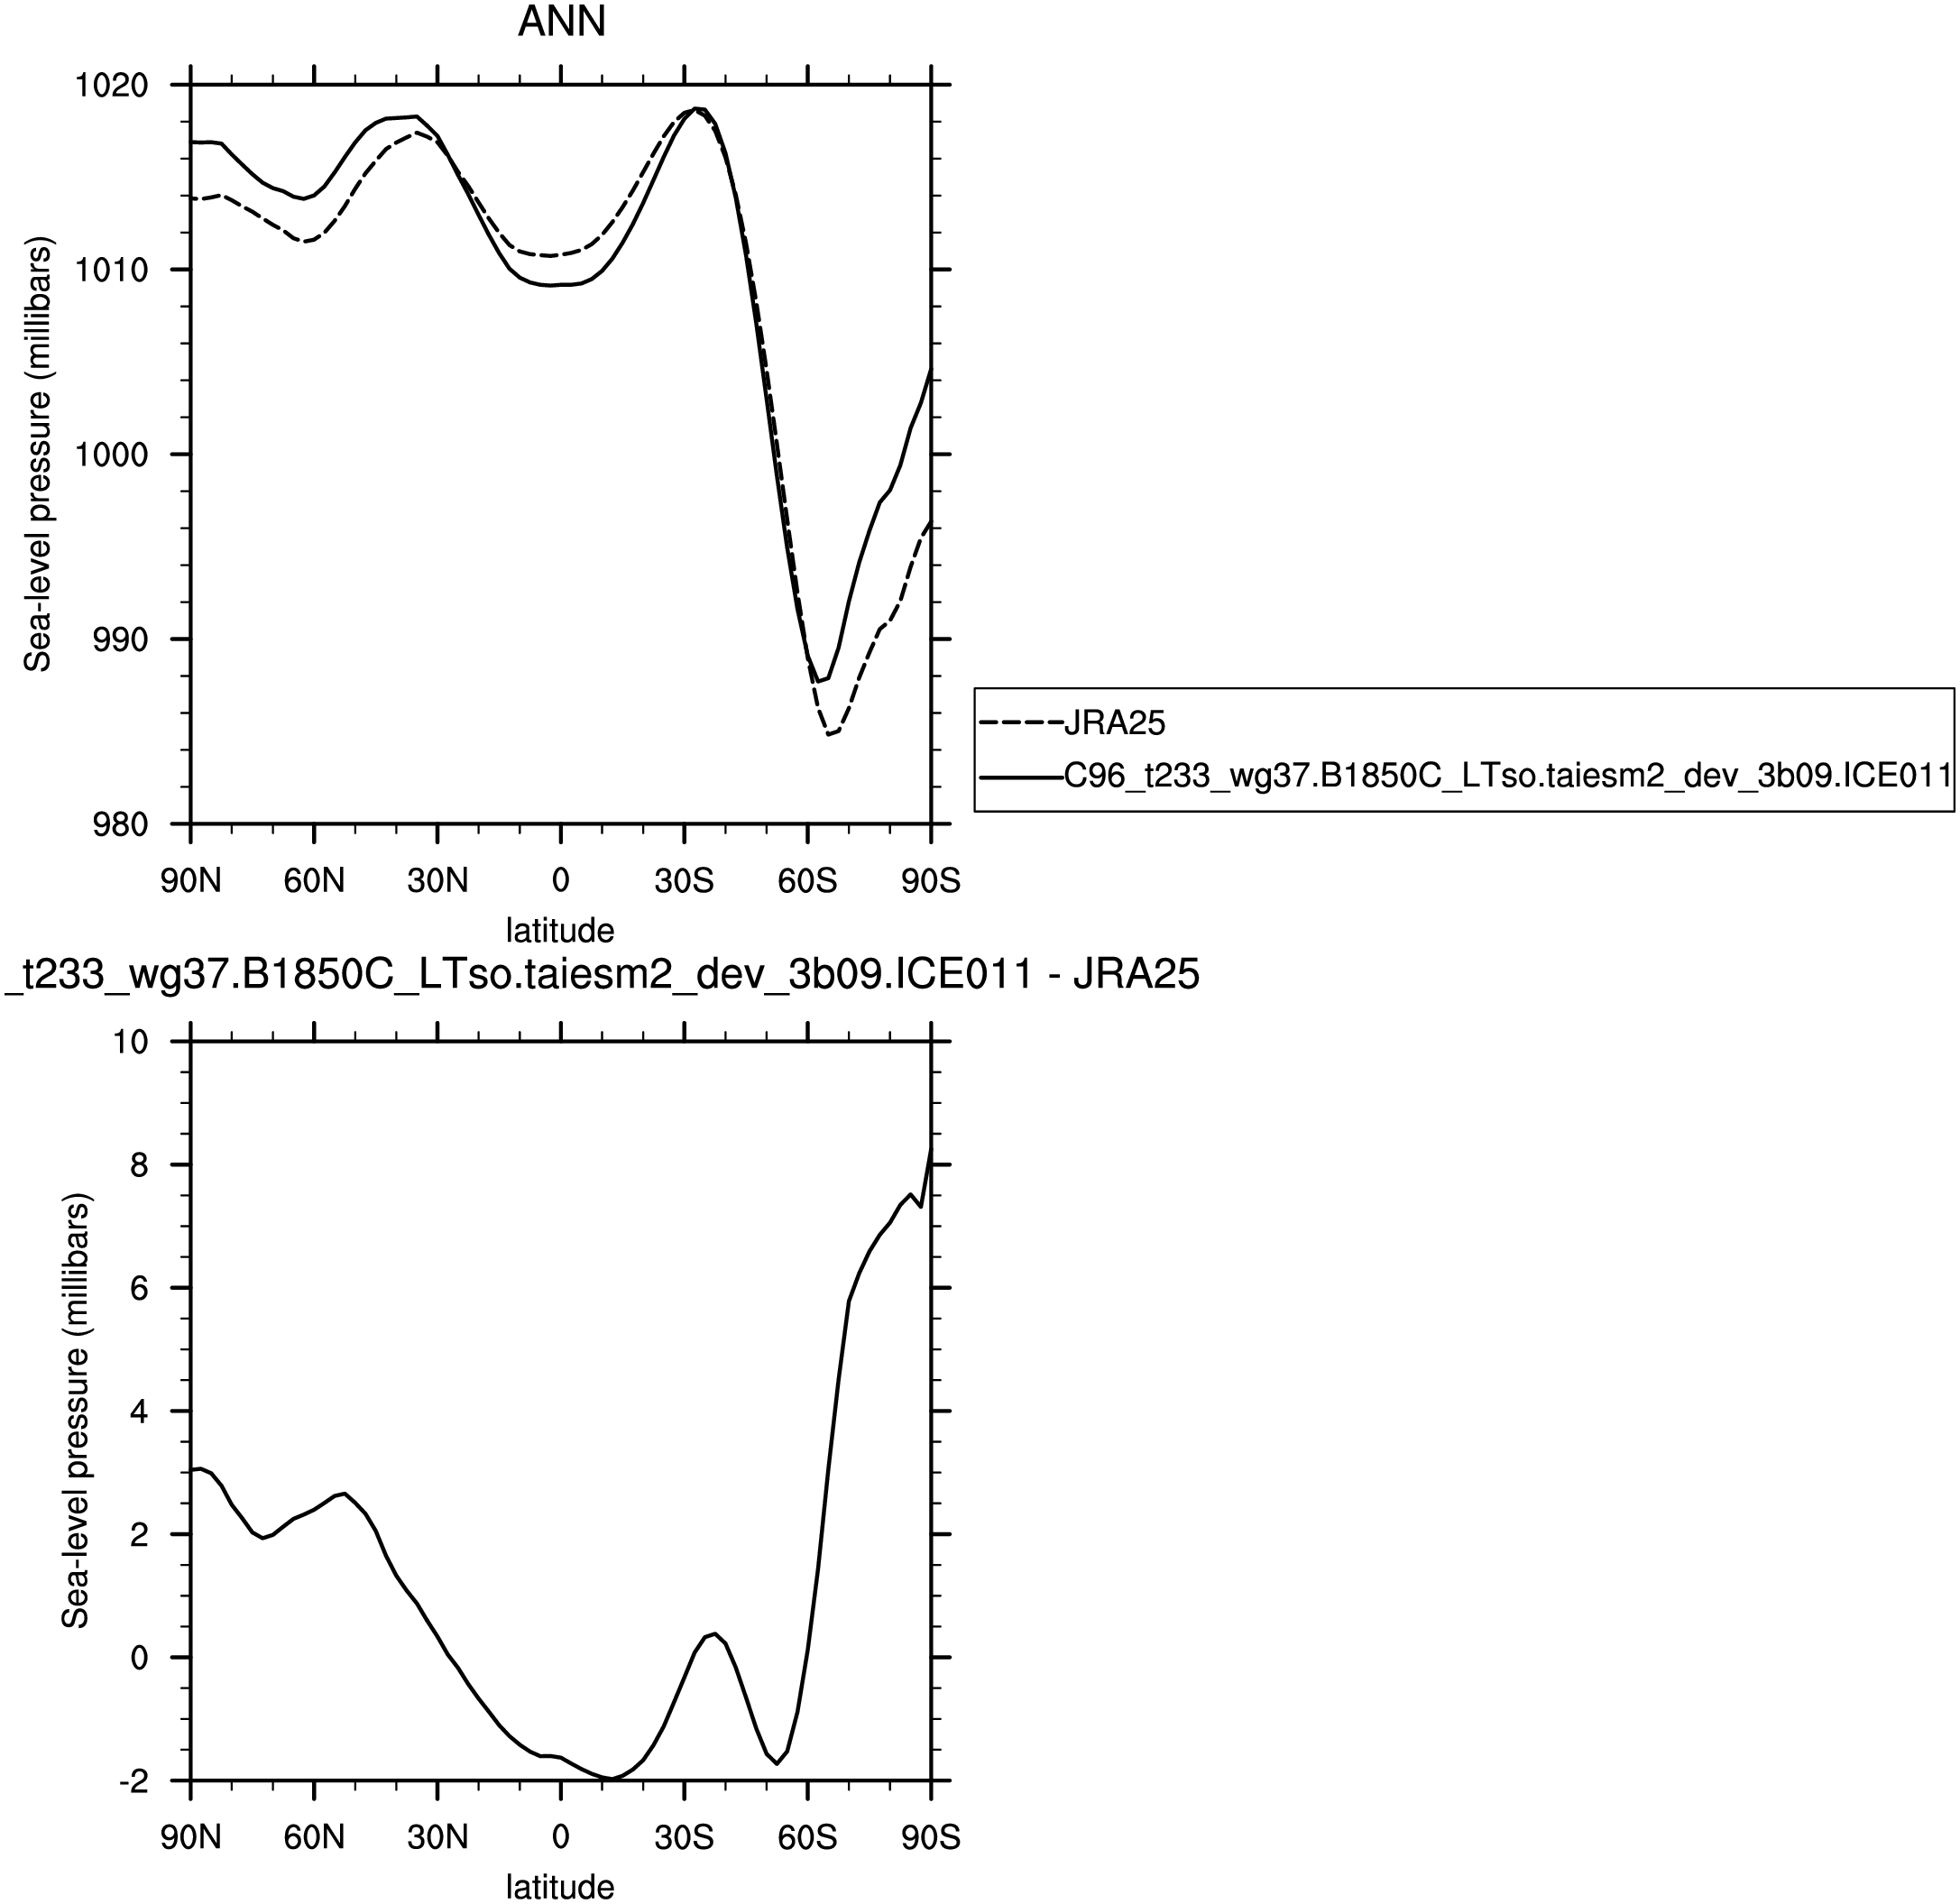 ANN
1020
1010
1000
990
980
Sea-level pressure (millibars)
90N 60N 30N 0 30S 60S 90S
latitude
JRA25
C96_t233_wg37.B1850C_LTso.taiesm2_dev_3b09.ICE011
_t233_wg37.B1850C_LTso.taiesm2_dev_3b09.ICE011 - JRA25
10
8
6
4
2
0
-2
Sea-level pressure (millibars)
90N 60N 30N 0 30S 60S 90S
latitude